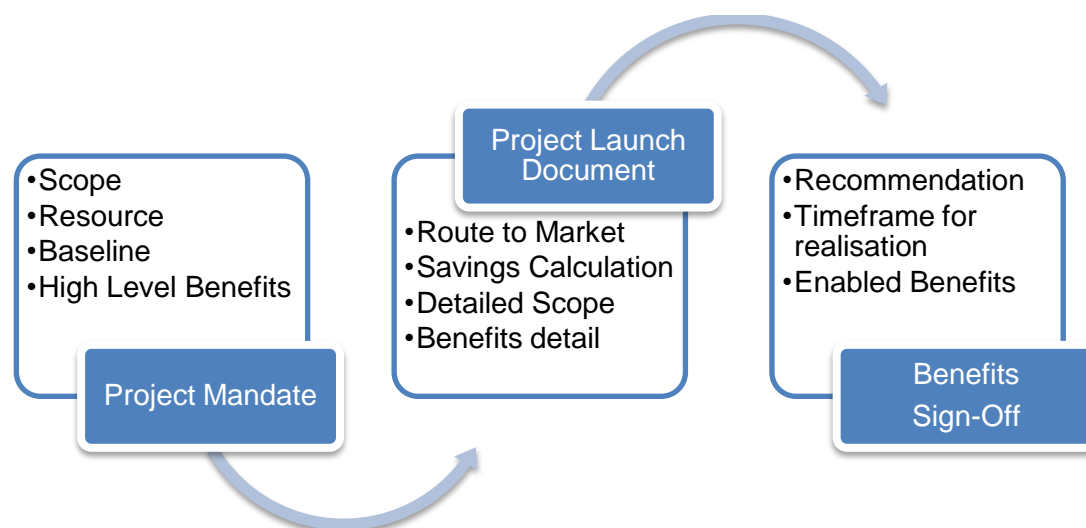 •Scope
•Resource
•Baseline
•High Level Benefits
Project Mandate
Project Launch
Document
•Route to Market
•Savings Calculation
•Detailed Scope
•Benefits detail
•Recommendation
•Timeframe for
realisation
•Enabled Benefits
Benefits
Sign-Off